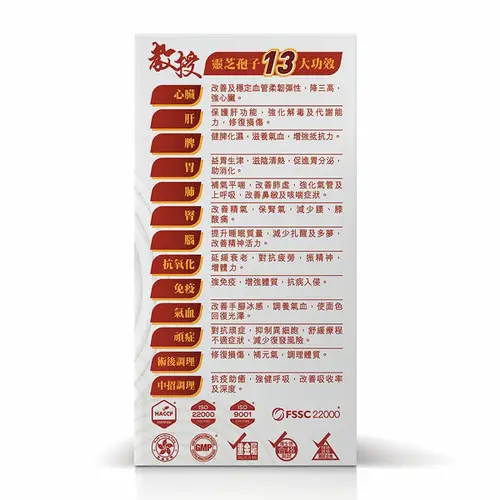 教授 靈芝孢子13大功效
心臟 改善及穩定血管柔韌彈性，降三高，
強心臟。
肝 保護肝功能，強化解毒及代謝能
力，修復損傷。
脾 健脾化濕，滋養氣血，增強抵抗力。
胃 益胃生津，滋陰清熱，促進胃分泌，
助消化。
肺 補氣平喘，改善肺虛，強化氣管及
上呼吸，改善鼻敏及咳喘症狀。
腎 改善精氣，保腎氣，減少腰、膝
酸痛。
腦 提升睡眠質量，減少扎醒及多夢，
改善精神活力。
抗氧化 延緩衰老，對抗疲勞，振精神，
增體力。
免疫 強免疫，增強體質，抗病入侵。
氣血 改善手腳冰感，調養氣血，使面色
回復光澤。
頑症 對抗頑症，抑制異細胞，舒緩療程
不適症狀，減少復發風險。
術後調理 修復損傷，補元氣，調理體質。
中招調理 抗疫助癒，強健呼吸，改善吸收率
及深度。
HACCP
ISO
22000
ISO
9001
FSSC 22000
GMP
重金屬